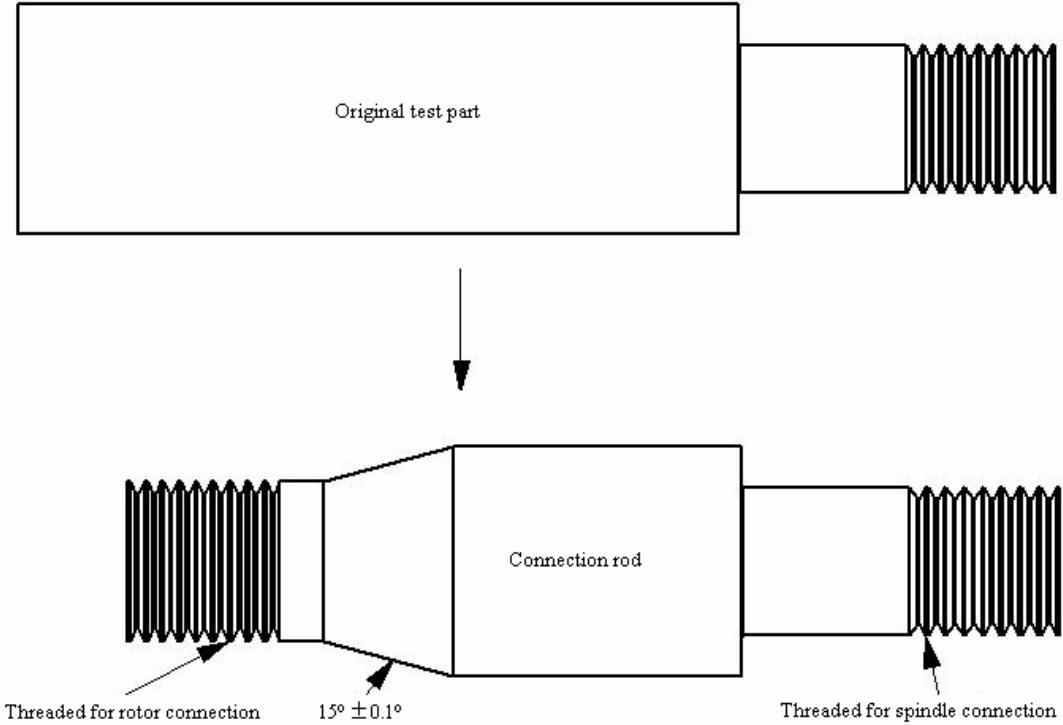 Original test part
Connection rod
Threaded for rotor connection
15º ±0.1º
Threaded for spindle connection